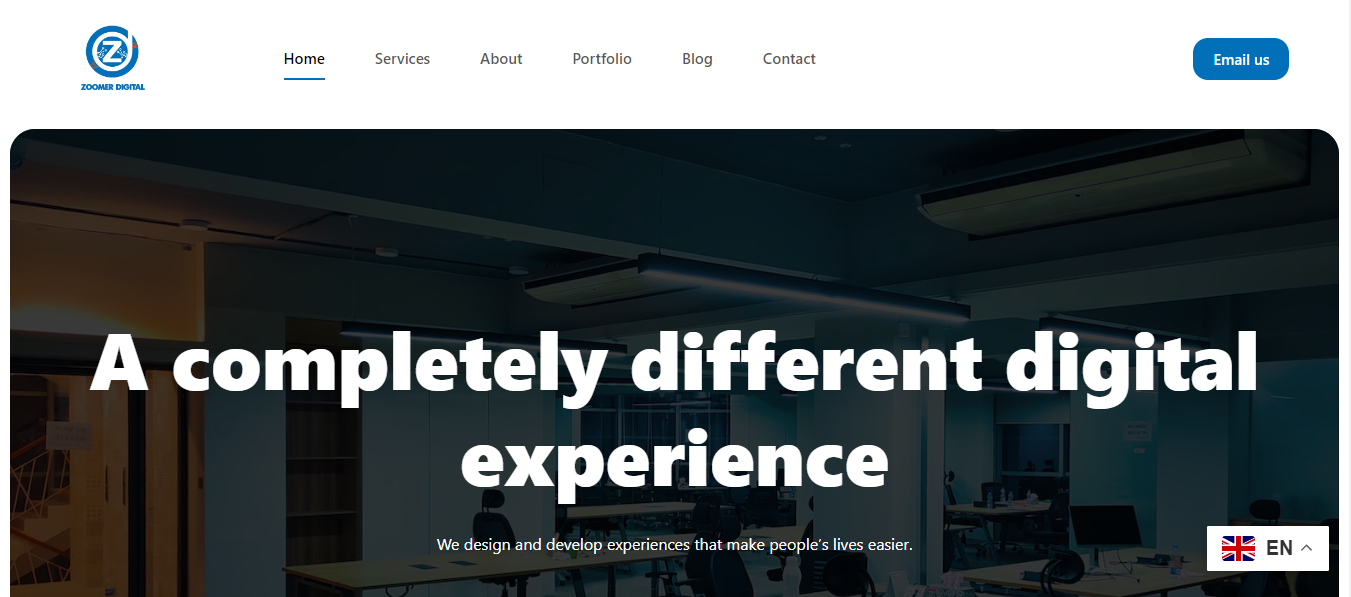 ZOOMER DIGITAL
Home Services About Portfolio Blog Contact
Email us
A completely different digital
experience
We design and develop experiences that make people's lives easier.
EN